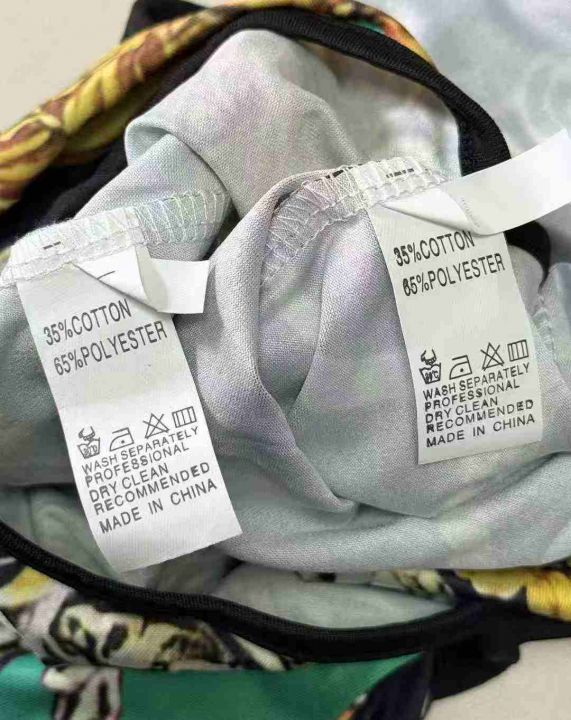 35%COTTON
65%POLYESTER
WASH SEPARATELY
PROFESSIONAL
DRY CLEAN
RECOMMENDED
MADE IN CHINA
35%COTTON
65%POLYESTER
WASH SEPARATELY
PROFESSIONAL
DRY CLEAN
RECOMMENDED
MADE IN CHINA